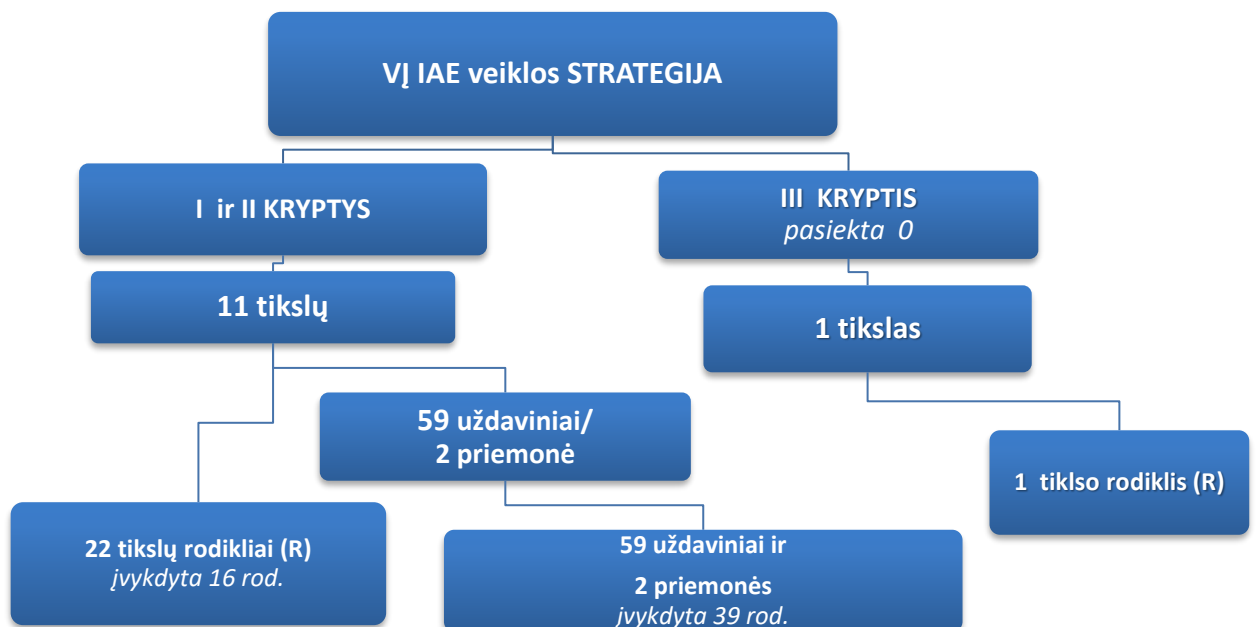 VĮ IAE veiklos STRATEGIJA
I ir II KRYPTYS
III KRYPTIS
pasiekta 0
11 tikslų
1 tikslas
59 uždaviniai/
2 priemonė
1 tiklso rodiklis (R)
22 tikslų rodikliai (R)
įvykdyta 16 rod.
59 uždaviniai ir
2 priemonės
įvykdyta 39 rod.